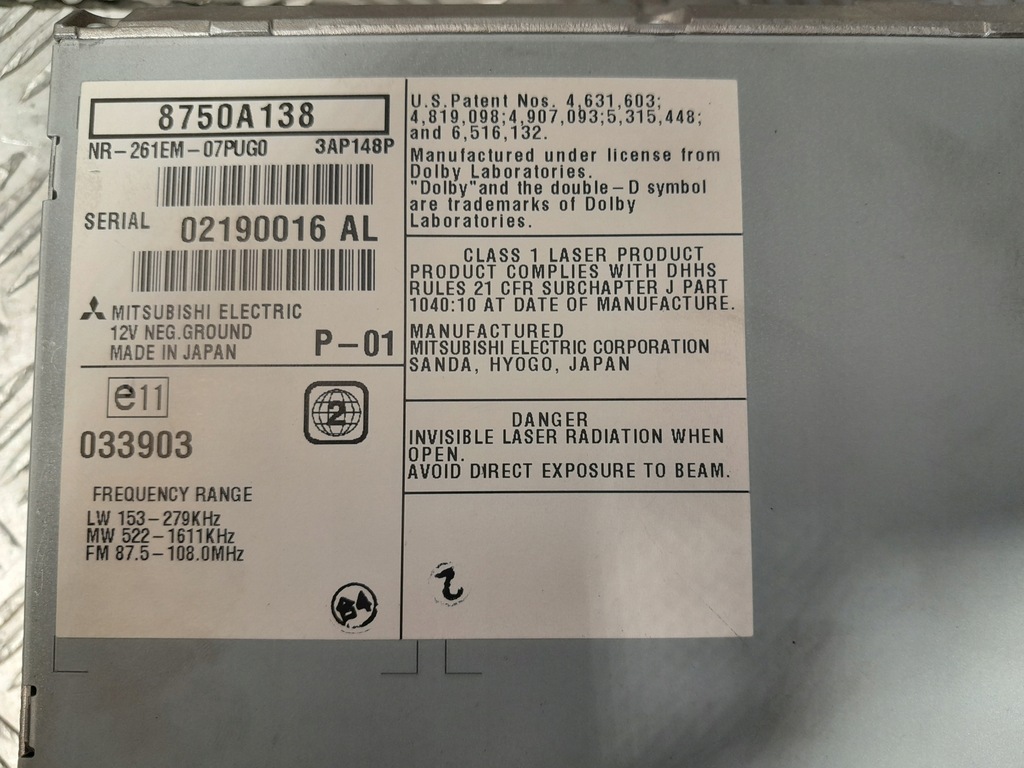 8750A138
NR-261EM-07PUG0 3AP148P
SERIAL 02190016 AL
MITSUBISHI ELECTRIC
12V NEG.GROUND
MADE IN JAPAN P-01
e11
033903
2
FREQUENCY RANGE
LW 153-279KHz
MW 522-1611KHz
FM 87.5-108.0MHz
B4
U.S.Patent Nos. 4,631,603;
4,819,098;4,907,093;5,315,448;
and 6,516,132.
Manufactured under license from
Dolby Laboratories.
"Dolby"and the double-D symbol
are trademarks of Dolby
Laboratories.
CLASS 1 LASER PRODUCT
PRODUCT COMPLIES WITH DHHS
RULES 21 CFR SUBCHAPTER J PART
1040:10 AT DATE OF MANUFACTURE.
MANUFACTURED
MITSUBISHI ELECTRIC CORPORATION
SANDA, HYOGO, JAPAN
DANGER
INVISIBLE LASER RADIATION WHEN
OPEN.
AVOID DIRECT EXPOSURE TO BEAM.